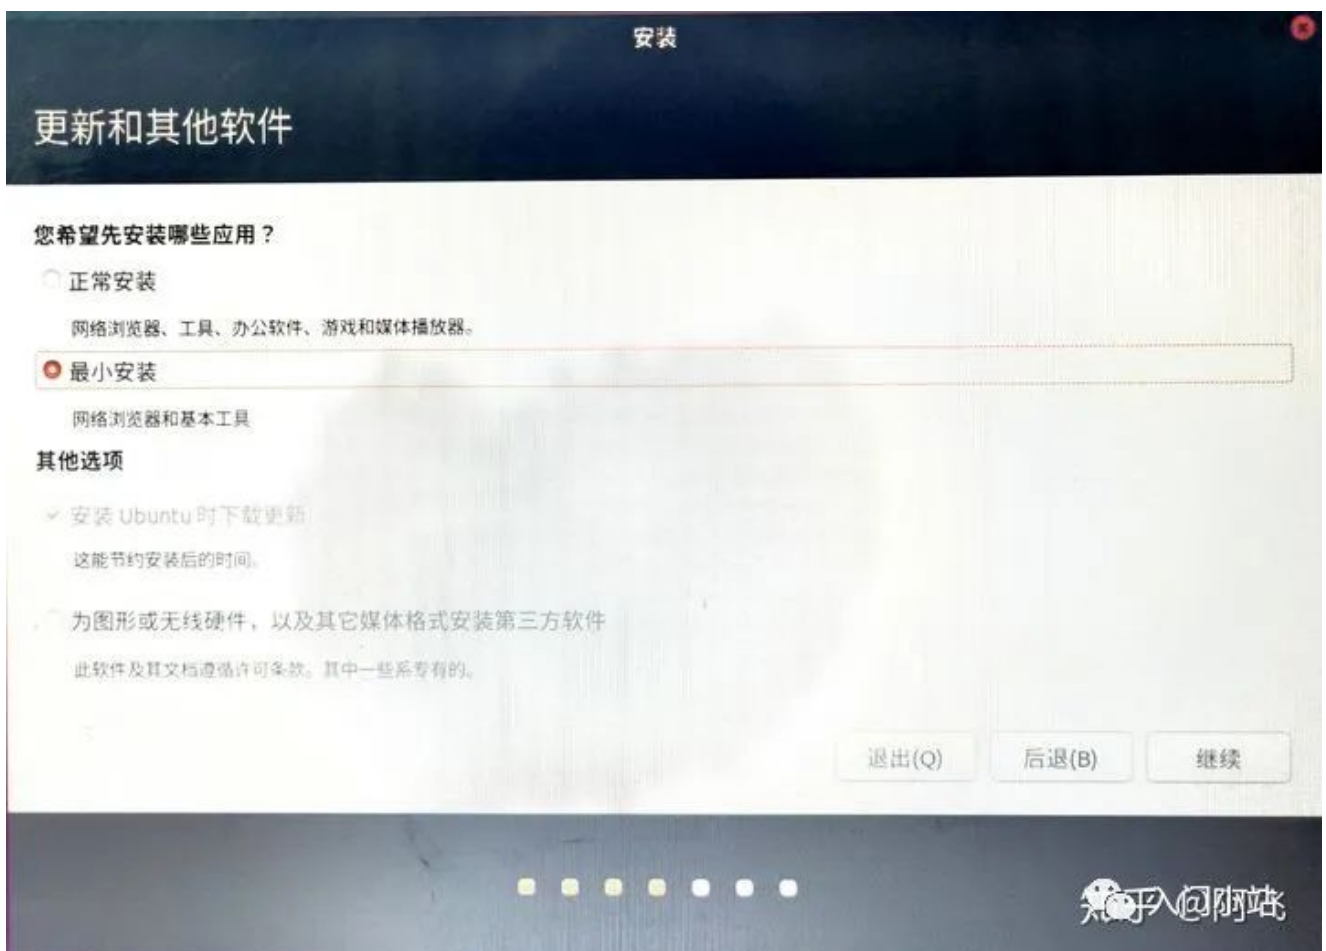 安装
更新和其他软件
您希望先安装哪些应用？
正常安装
网络浏览器、工具、办公软件、游戏和媒体播放器。
最小安装
网络浏览器和基本工具
其他选项
安装 Ubuntu 时下载更新
这能节约安装后的时间。
为图形或无线硬件，以及其它媒体格式安装第三方软件
此软件及其文档遵循许可条款。其中一些系专有的。
退出(Q)
后退(B)
继续